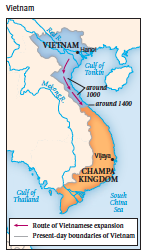 Vietnam
Red R.
VIETNAM
Hanoi
Gulf of
Tonkin
Mekong R.
around
1000
around 1400
Vijaya
CHAMPA
KINGDOM
Gulf of
Thailand
South
China
Sea
Route of Vietnamese expansion
Present-day boundaries of Vietnam